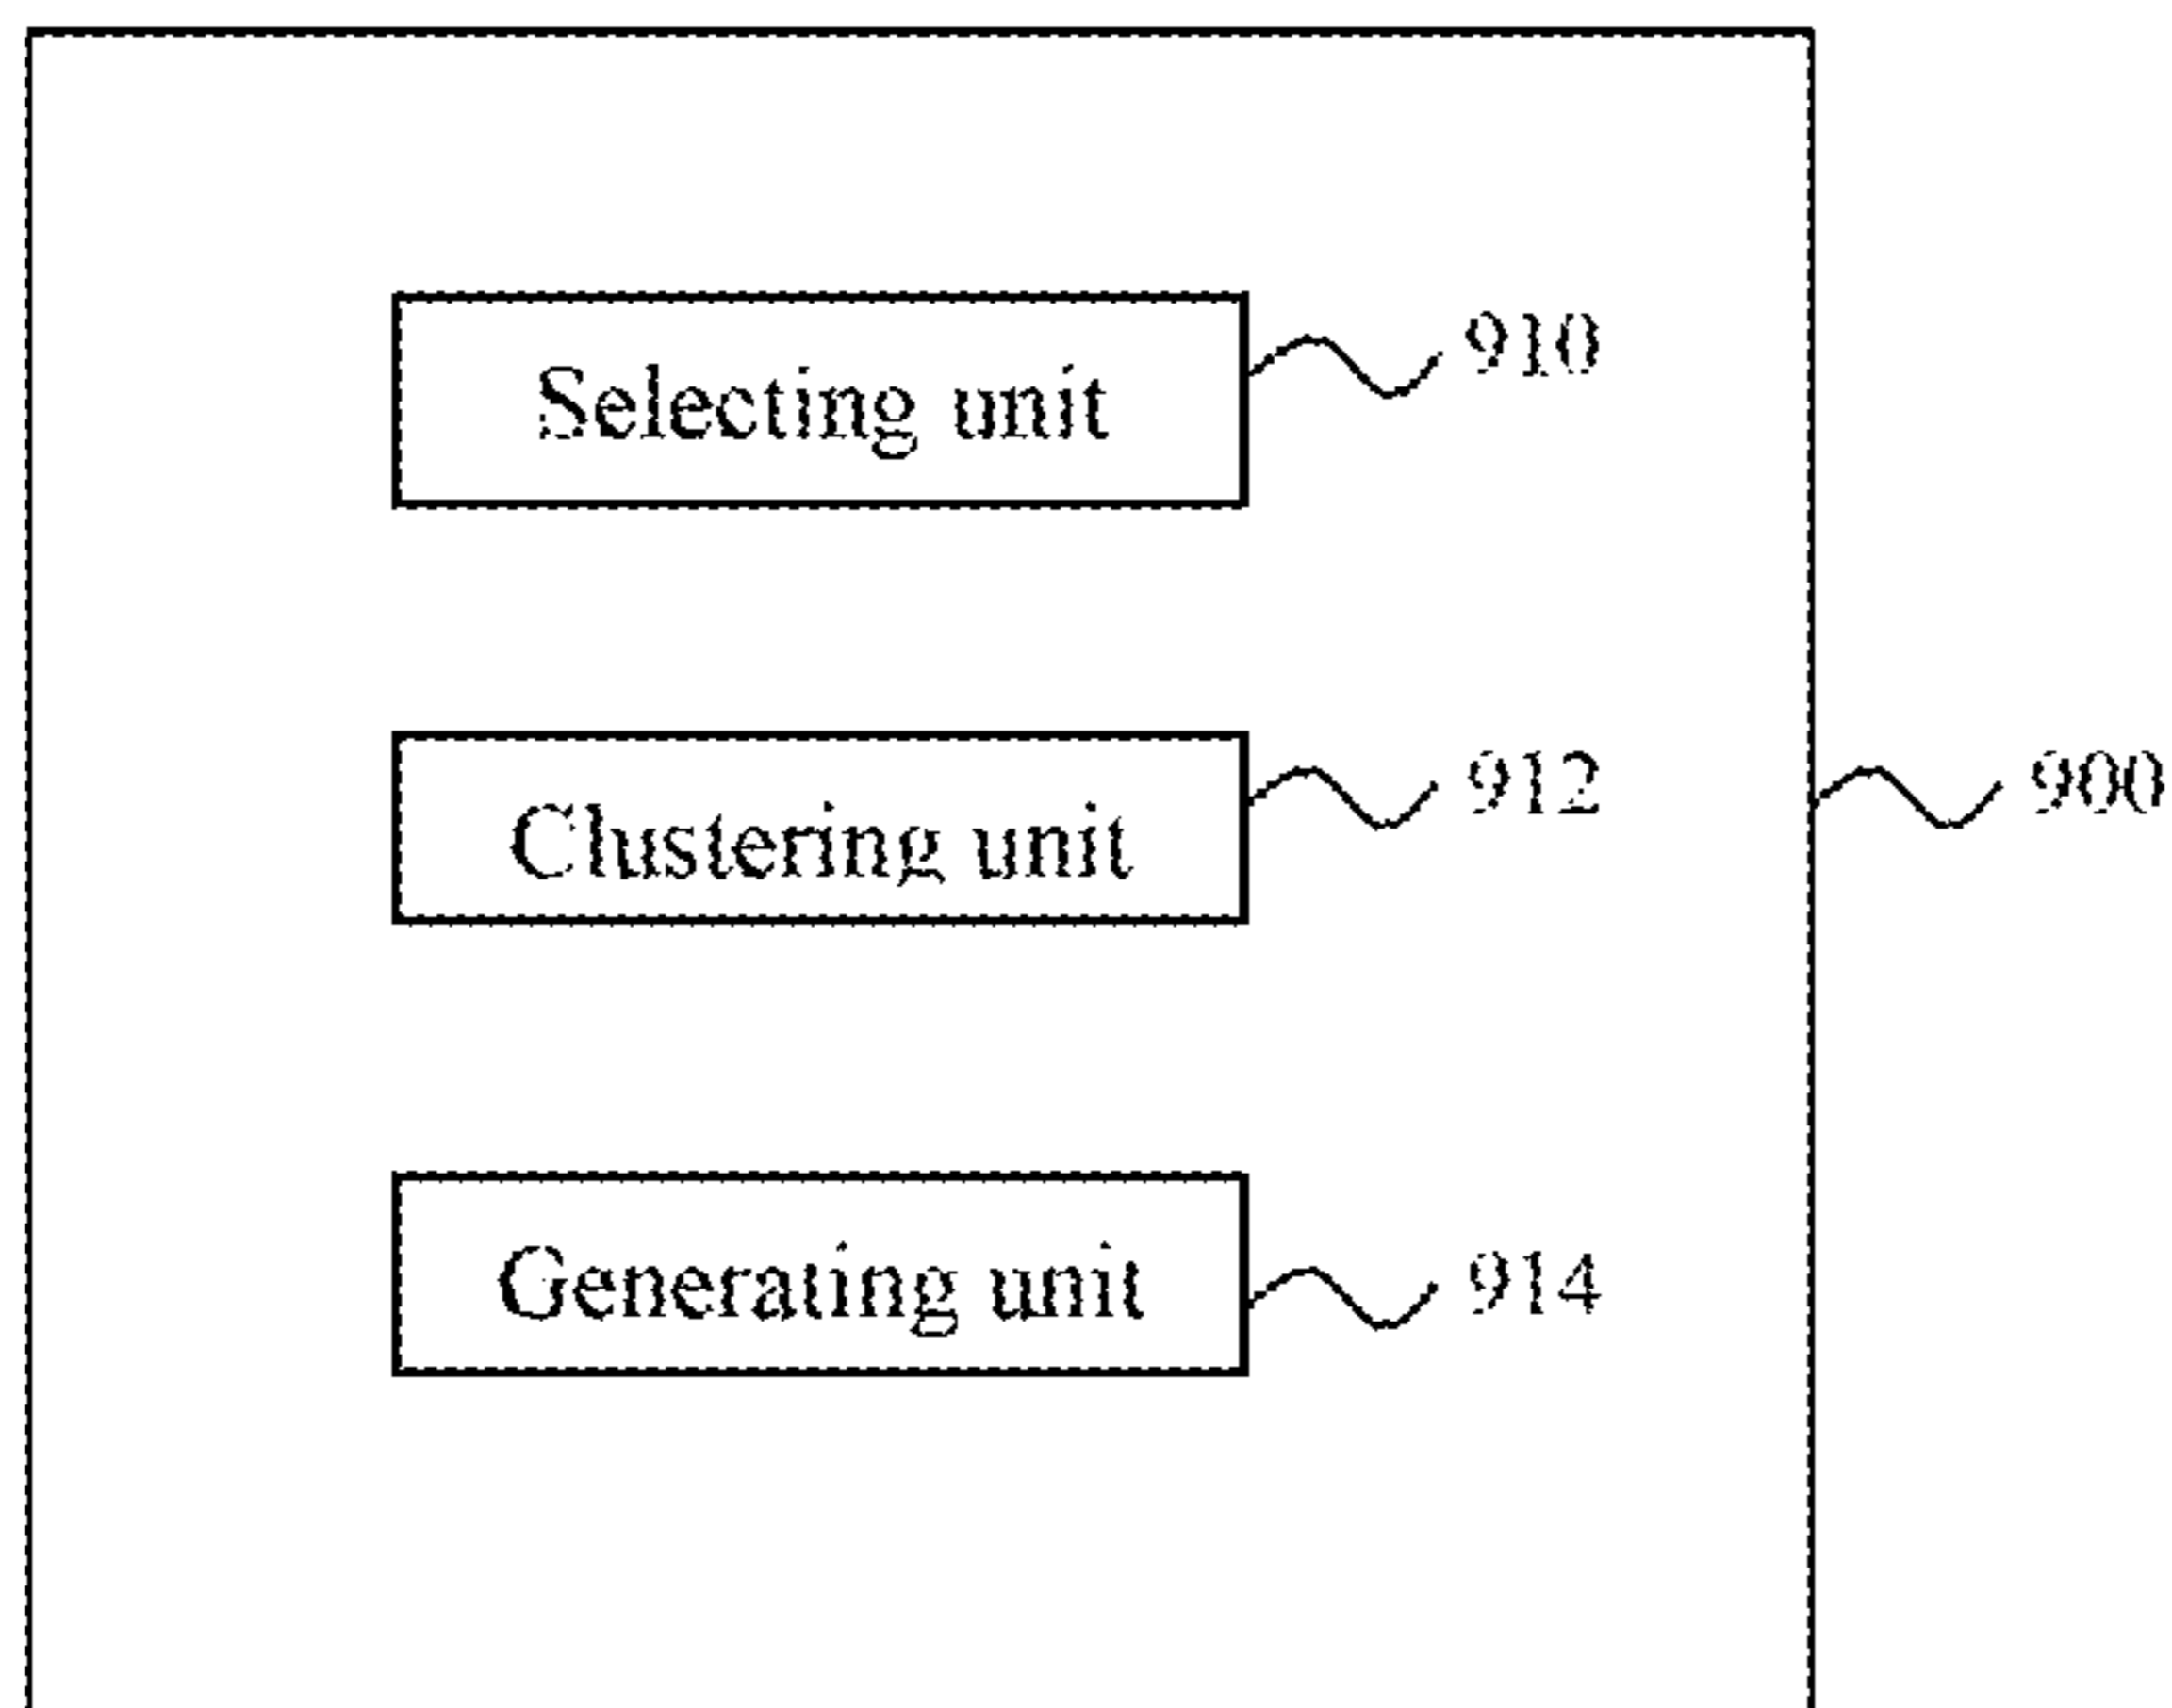 Selecting unit
910
Clustering unit
912
900
Generating unit
914